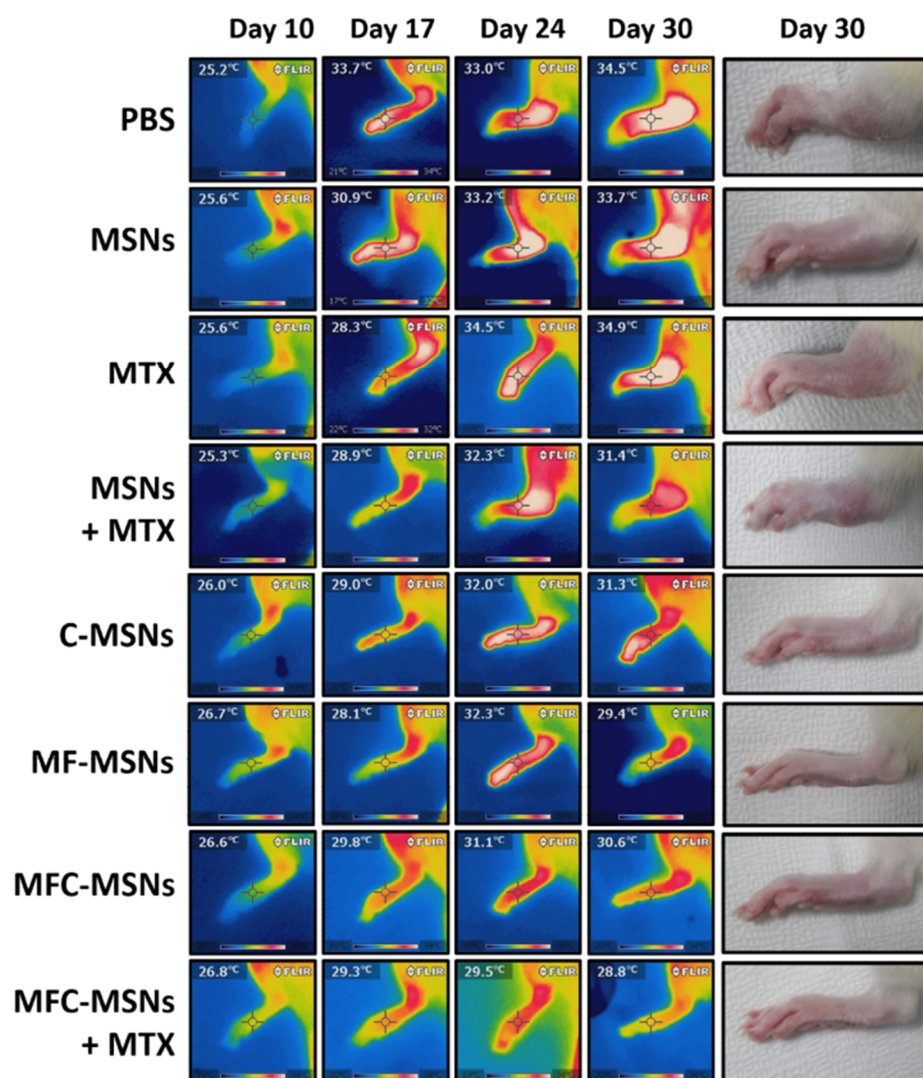 Day 10 Day 17 Day 24 Day 30 Day 30
PBS
25.2°C FLIR 33.7°C FLIR 33.0°C FLIR 34.5°C FLIR
21°C 34°C
MSNs
25.6°C FLIR 30.9°C FLIR 33.2°C FLIR 33.7°C FLIR
17°C 32°C
MTX
25.6°C FLIR 28.3°C FLIR 34.5°C FLIR 34.9°C FLIR
22°C 32°C
MSNs
+ MTX
25.3°C FLIR 28.9°C FLIR 32.3°C FLIR 31.4°C FLIR
C-MSNs
26.0°C FLIR 29.0°C FLIR 32.0°C FLIR 31.3°C FLIR
MF-MSNs
26.7°C FLIR 28.1°C FLIR 32.3°C FLIR 29.4°C FLIR
MFC-MSNs
26.6°C FLIR 29.8°C FLIR 31.1°C FLIR 30.6°C FLIR
MFC-MSNs
+ MTX
26.8°C FLIR 29.3°C FLIR 29.5°C FLIR 28.8°C FLIR